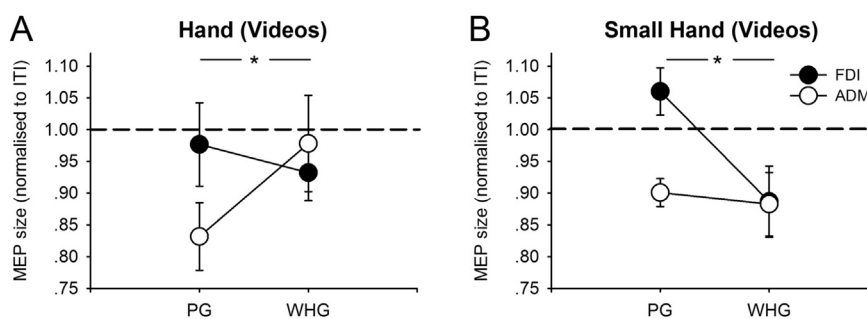 A
Hand (Videos)
MEP size (normalised to ITI)
1.10
1.05
1.00
.95
.90
.85
.80
.75
*
PG WHG
B
Small Hand (Videos)
MEP size (normalised to ITI)
1.10
1.05
1.00
.95
.90
.85
.80
.75
*
FDI
ADM
PG WHG